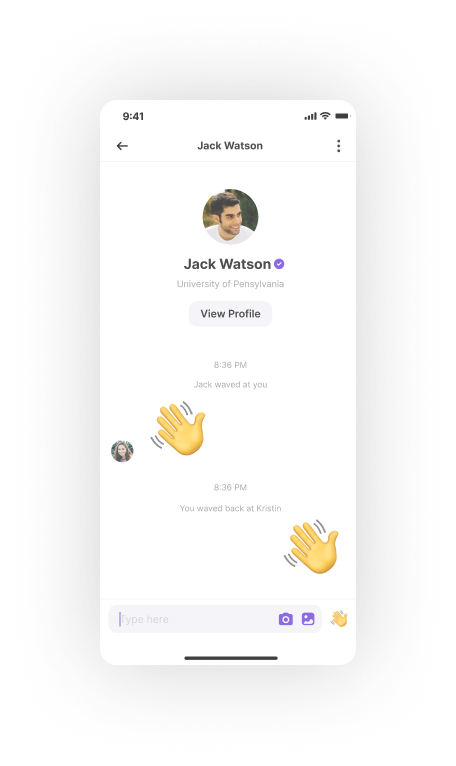 9:41
Jack Watson
Jack Watson
University of Pensylvania
View Profile
8:36 PM
Jack waved at you
8:36 PM
You waved back at Kristin
Type here